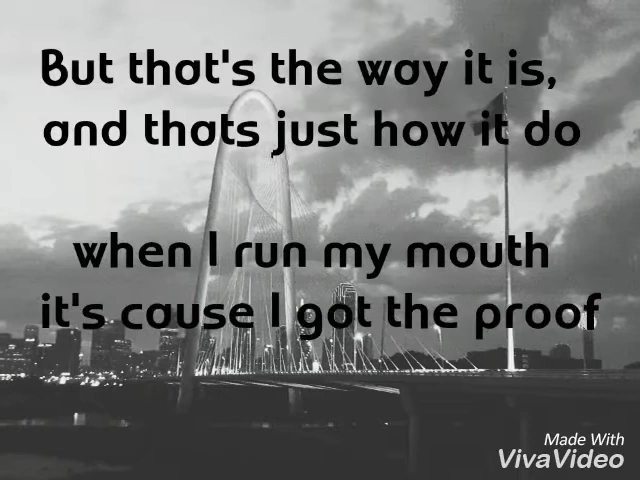 But that's the way it is,
and thats just how it do
when I run my mouth
it's cause I got the proof
Made With
VivaVideo